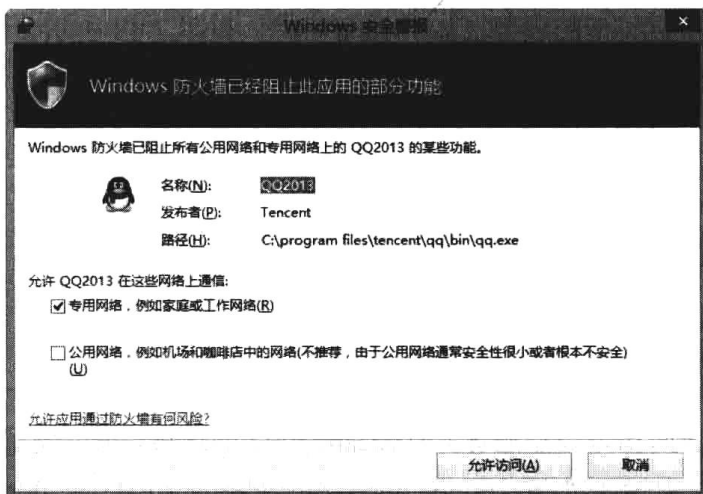 Windows 安全警报
Windows 防火墙已经阻止此应用的部分功能
Windows 防火墙已阻止所有公用网络和专用网络上的 QQ2013 的某些功能。
名称(N): QQ2013
发布者(P): Tencent
路径(H): C:\program files\tencent\qq\bin\qq.exe
允许 QQ2013 在这些网络上通信:
专用网络，例如家庭或工作网络(R)
公用网络，例如机场和咖啡店中的网络(不推荐，由于公用网络通常安全性很小或者根本不安全)
(U)
允许应用通过防火墙有何风险?
允许访问(A) 取消